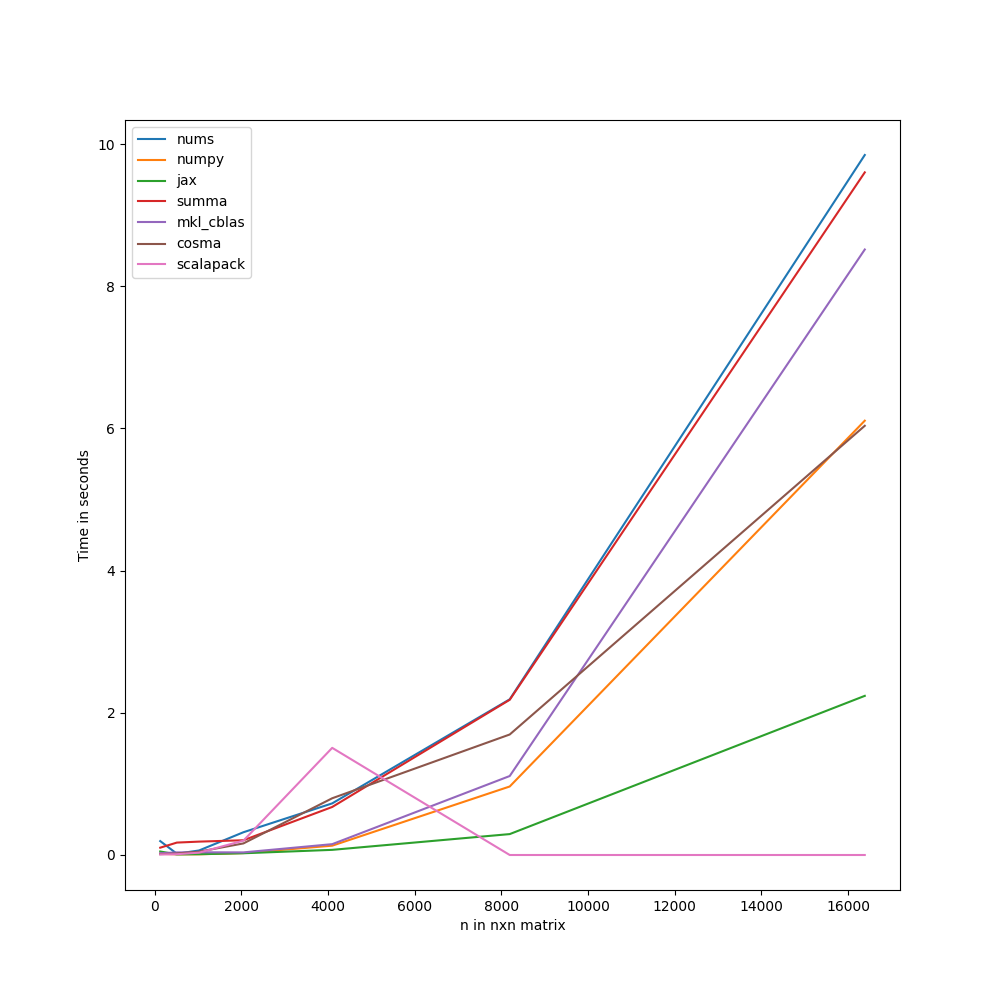 nums
numpy
jax
summa
mkl_cblas
cosma
scalapack
10
8
6
4
2
0
Time in seconds
0 2000 4000 6000 8000 10000 12000 14000 16000
n in nxn matrix